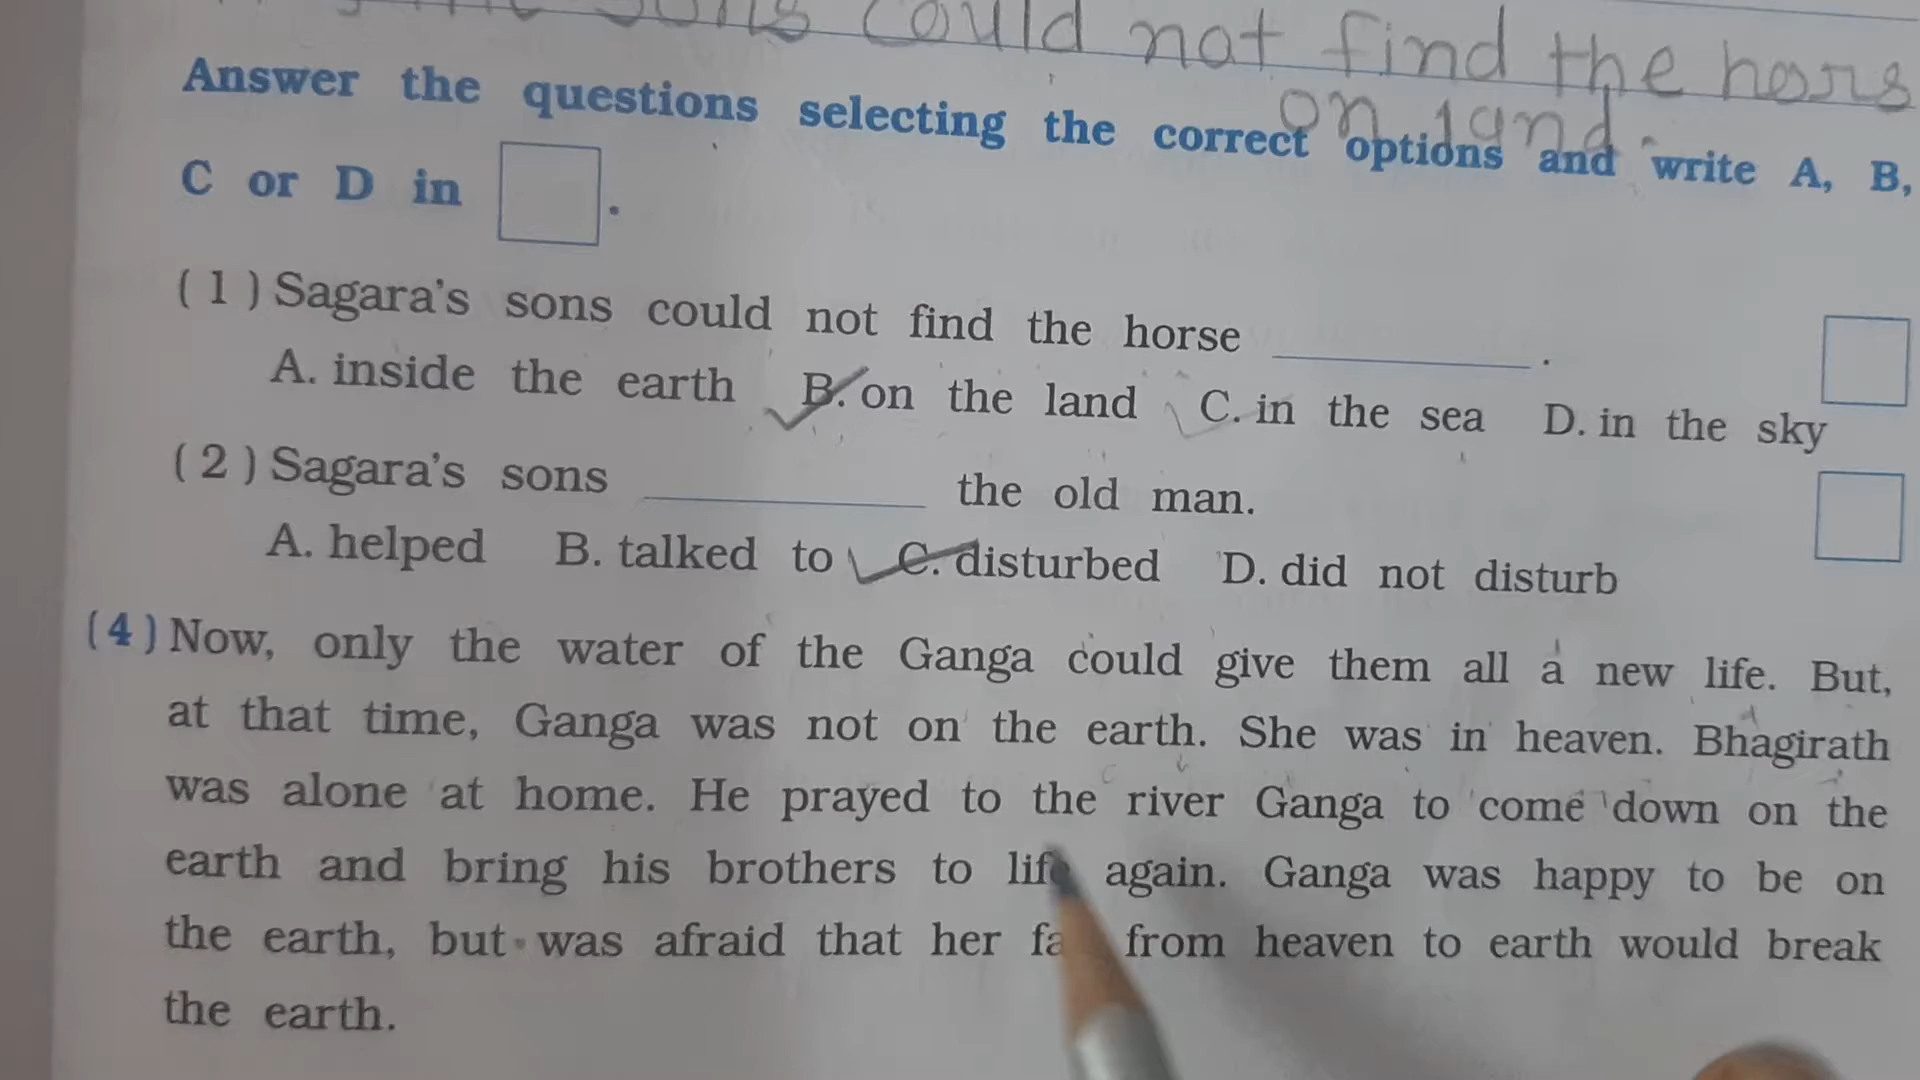 Sons could not find the hors
on land.
Answer the questions selecting the correct options and write A, B,
C or D in .
(1) Sagara's sons could not find the horse ____________ .
A. inside the earth B. on the land C. in the sea D. in the sky
(2) Sagara's sons ____________ the old man.
A. helped B. talked to C. disturbed D. did not disturb
(4) Now, only the water of the Ganga could give them all a new life. But,
at that time, Ganga was not on the earth. She was in heaven. Bhagirath
was alone at home. He prayed to the river Ganga to come down on the
earth and bring his brothers to life again. Ganga was happy to be on
the earth, but was afraid that her from heaven to earth would break
the earth.